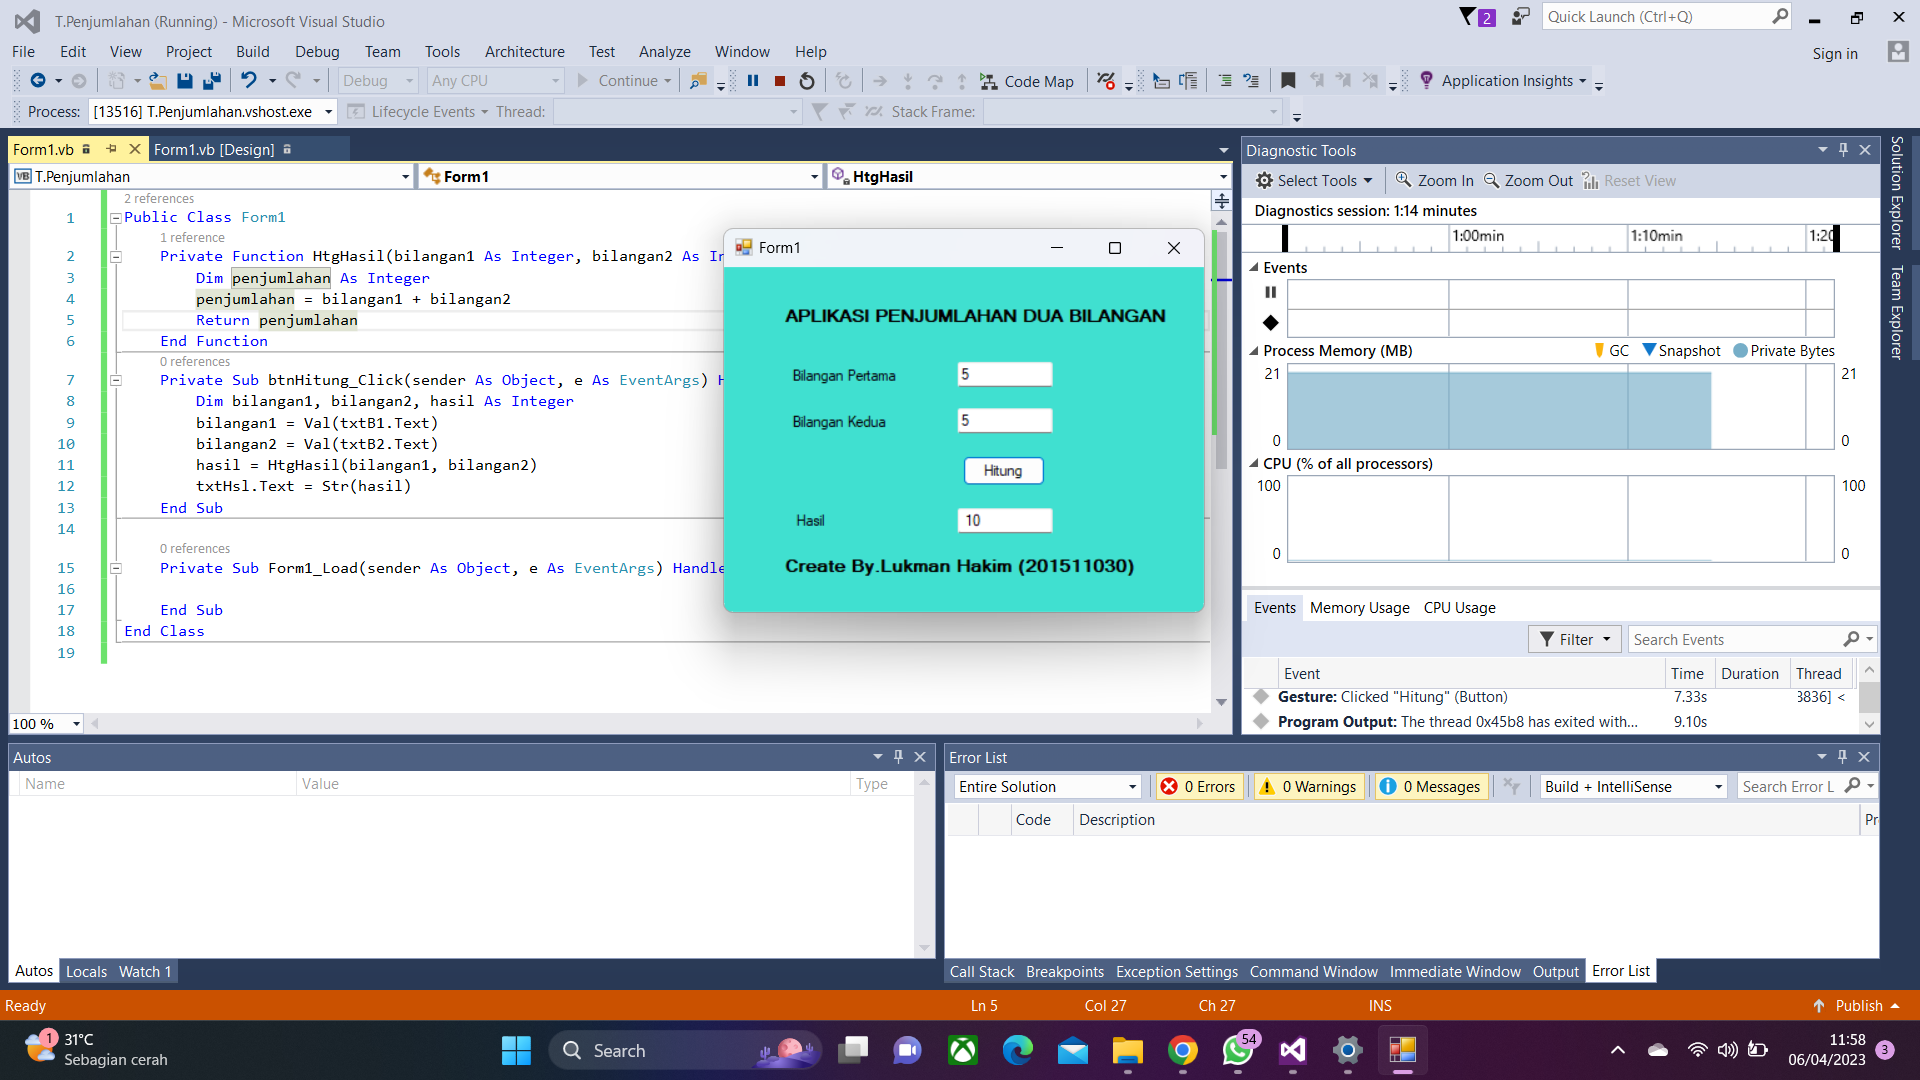 T.Penjumlahan (Running) - Microsoft Visual Studio
2
Quick Launch (Ctrl+Q)
File Edit View Project Build Debug Team Tools Architecture Test Analyze Window Help
Sign in
Debug Any CPU Continue Code Map Application Insights
Process: [13516] T.Penjumlahan.vshost.exe Lifecycle Events Thread: Stack Frame:
Form1.vb Form1.vb [Design]
VB T.Penjumlahan Form1 HtgHasil
2 references
1 Public Class Form1
1 reference
2 Private Function HtgHasil(bilangan1 As Integer, bilangan2 As In
3 Dim penjumlahan As Integer
4 penjumlahan = bilangan1 + bilangan2
5 Return penjumlahan
6 End Function
0 references
7 Private Sub btnHitung_Click(sender As Object, e As EventArgs) H
8 Dim bilangan1, bilangan2, hasil As Integer
9 bilangan1 = Val(txtB1.Text)
10 bilangan2 = Val(txtB2.Text)
11 hasil = HtgHasil(bilangan1, bilangan2)
12 txtHsl.Text = Str(hasil)
13 End Sub
14
0 references
15 Private Sub Form1_Load(sender As Object, e As EventArgs) Handle
16
17 End Sub
18 End Class
19
100 %
Form1
APLIKASI PENJUMLAHAN DUA BILANGAN
Bilangan Pertama 5
Bilangan Kedua 5
Hitung
Hasil 10
Create By.Lukman Hakim (201511030)
Diagnostic Tools
Select Tools Zoom In Zoom Out Reset View
Diagnostics session: 1:14 minutes
1:00min 1:10min 1:20
Events
Process Memory (MB) GC Snapshot Private Bytes
21 21
0 0
CPU (% of all processors)
100 100
0 0
Events Memory Usage CPU Usage
Filter Search Events
Event Time Duration Thread
Gesture: Clicked "Hitung" (Button) 7.33s 3836] <
Program Output: The thread 0x45b8 has exited with... 9.10s
Solution Explorer
Team Explorer
Autos
Name Value Type
Autos Locals Watch 1
Error List
Entire Solution 0 Errors 0 Warnings 0 Messages Build + IntelliSense Search Error L
Code Description Pr
Call Stack Breakpoints Exception Settings Command Window Immediate Window Output Error List
Ready Ln 5 Col 27 Ch 27 INS Publish
1
31°C
Sebagian cerah
Search
54
11:58
06/04/2023
3